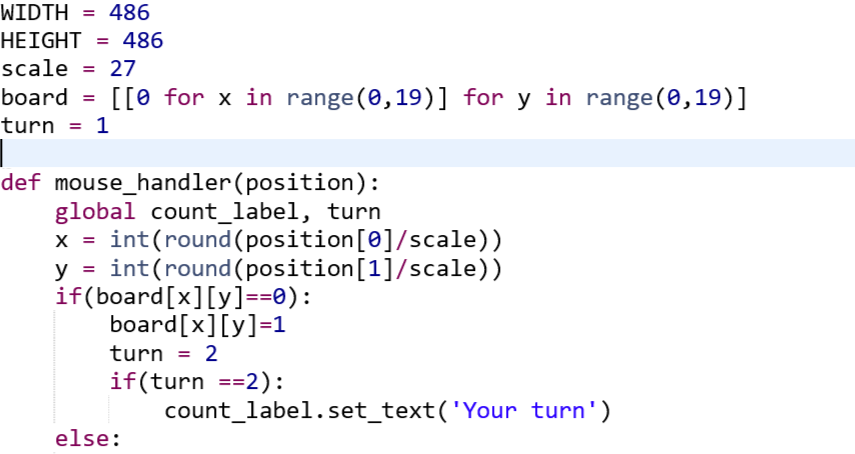 WIDTH = 486
HEIGHT = 486
scale = 27
board = [[0 for x in range(0,19)] for y in range(0,19)]
turn = 1
def mouse_handler(position):
    global count_label, turn
    x = int(round(position[0]/scale))
    y = int(round(position[1]/scale))
    if(board[x][y]==0):
        board[x][y]=1
        turn = 2
        if(turn ==2):
            count_label.set_text('Your turn')
    else: